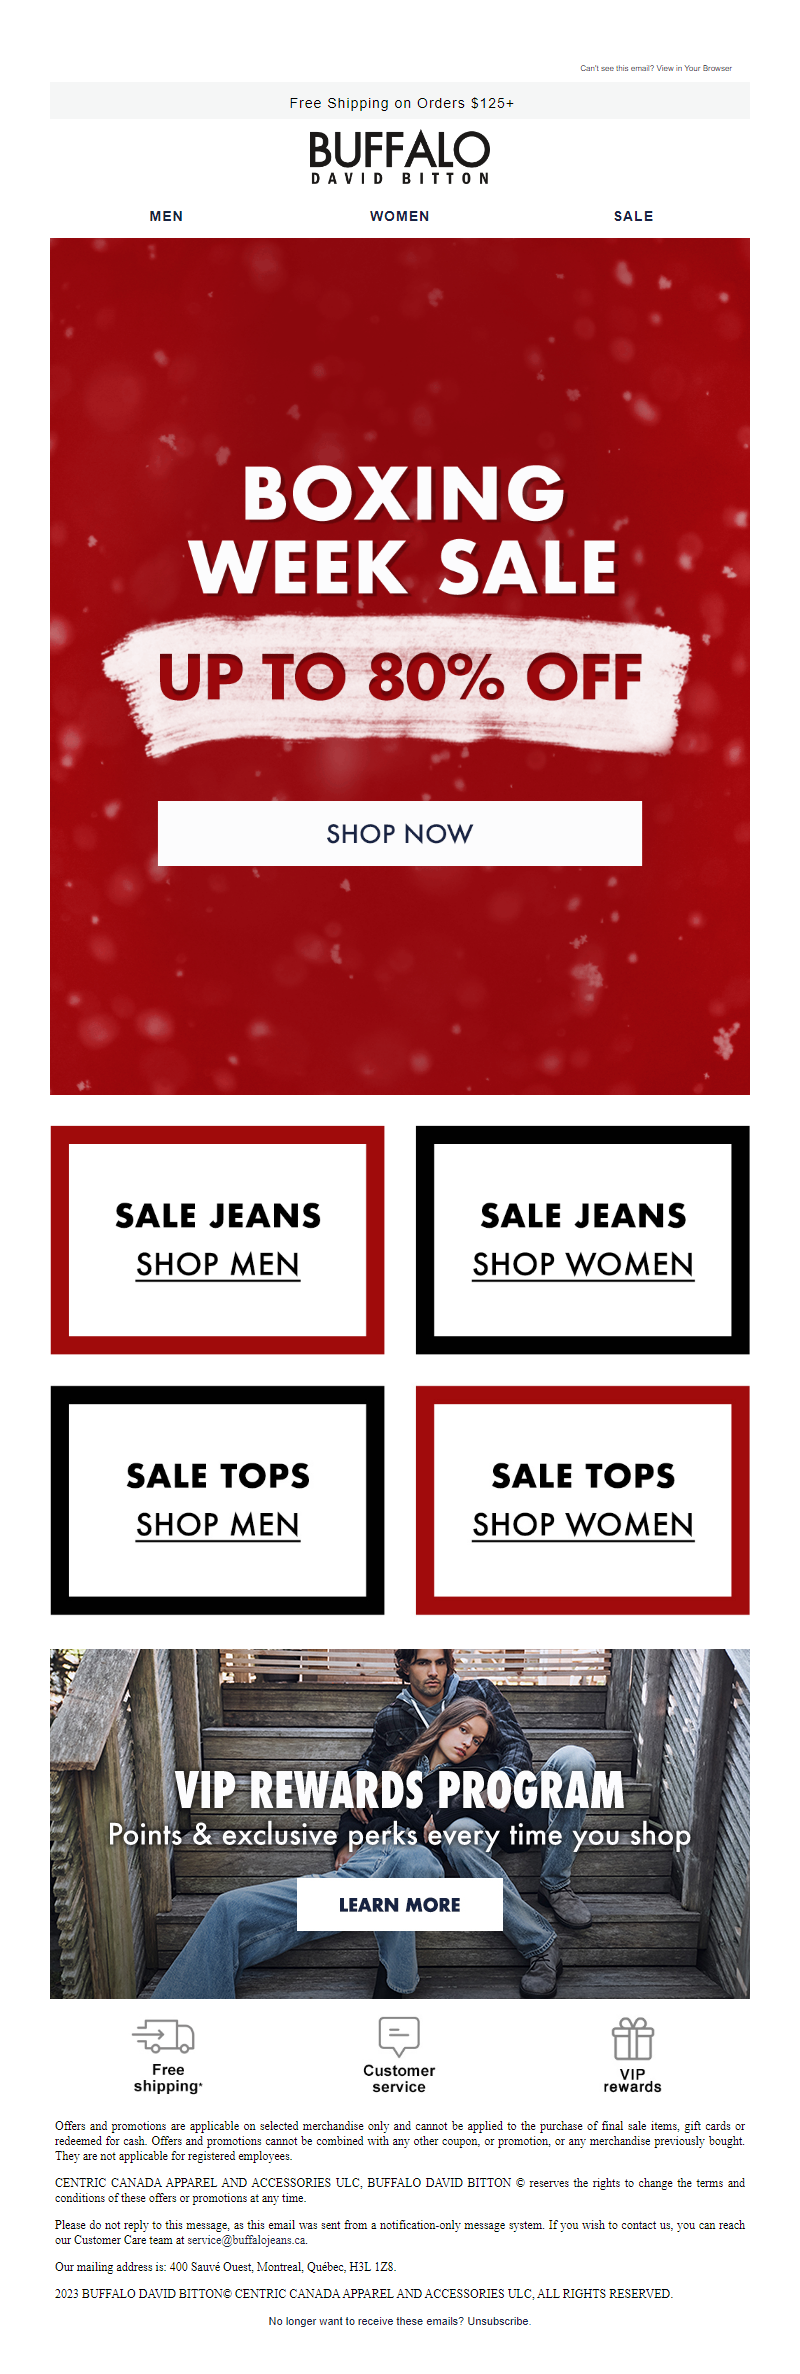 Can't see this email? View in Your Browser
Free Shipping on Orders $125+
BUFFALO
DAVID BITTON
MEN WOMEN SALE
BOXING
WEEK SALE
UP TO 80% OFF
SHOP NOW
SALE JEANS
SHOP MEN
SALE JEANS
SHOP WOMEN
SALE TOPS
SHOP MEN
SALE TOPS
SHOP WOMEN
VIP REWARDS PROGRAM
Points & exclusive perks every time you shop
LEARN MORE
Free
shipping*
Customer
service
VIP
rewards
Offers and promotions are applicable on selected merchandise only and cannot be applied to the purchase of final sale items, gift cards or
redeemed for cash. Offers and promotions cannot be combined with any other coupon, or promotion, or any merchandise previously bought.
They are not applicable for registered employees.
CENTRIC CANADA APPAREL AND ACCESSORIES ULC, BUFFALO DAVID BITTON © reserves the rights to change the terms and
conditions of these offers or promotions at any time.
Please do not reply to this message, as this email was sent from a notification-only message system. If you wish to contact us, you can reach
our Customer Care team at service@buffalojeans.ca.
Our mailing address is: 400 Sauvé Ouest, Montreal, Québec, H3L 1Z8.
2023 BUFFALO DAVID BITTON© CENTRIC CANADA APPAREL AND ACCESSORIES ULC, ALL RIGHTS RESERVED.
No longer want to receive these emails? Unsubscribe.